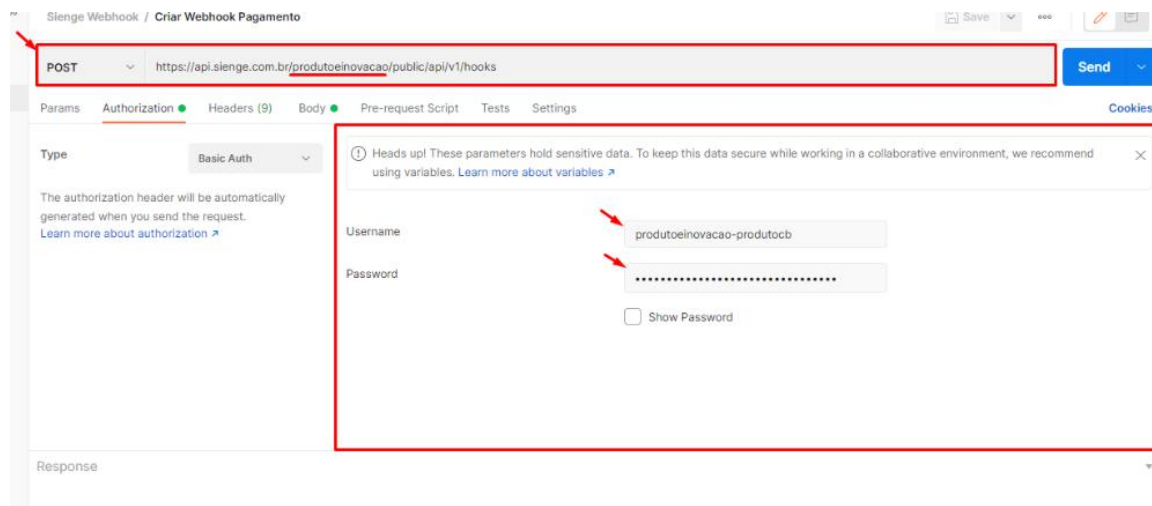 Sienge Webhook / Criar Webhook Pagamento
Save
POST https://api.sienge.com.br/produtoeinovacao/public/api/v1/hooks
Send
Params Authorization Headers (9) Body Pre-request Script Tests Settings
Cookies
Type
Basic Auth
The authorization header will be automatically
generated when you send the request.
Learn more about authorization
Heads up! These parameters hold sensitive data. To keep this data secure while working in a collaborative environment, we recommend
using variables. Learn more about variables
Username
produtoeinovacao-produtocb
Password
Show Password
Response